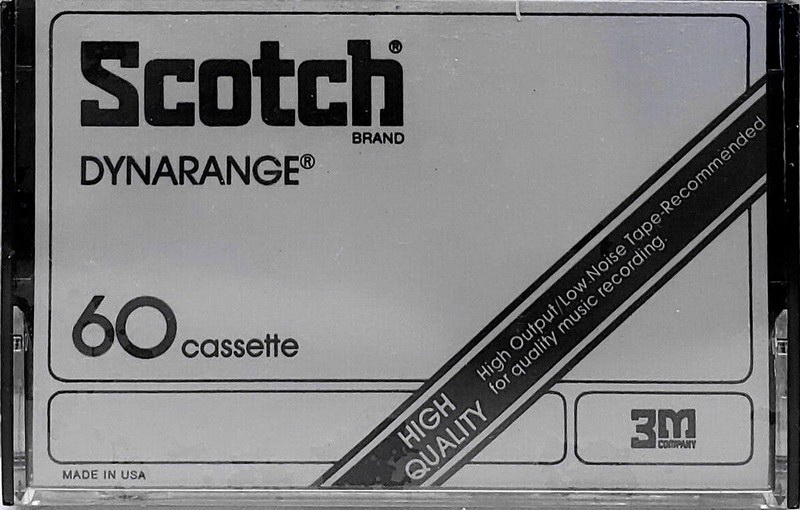 Scotch®
BRAND
DYNARANGE®
60 cassette
High Output/Low Noise Tape-Recommended
for quality music recording.
HIGH
QUALITY
3M
COMPANY
MADE IN USA